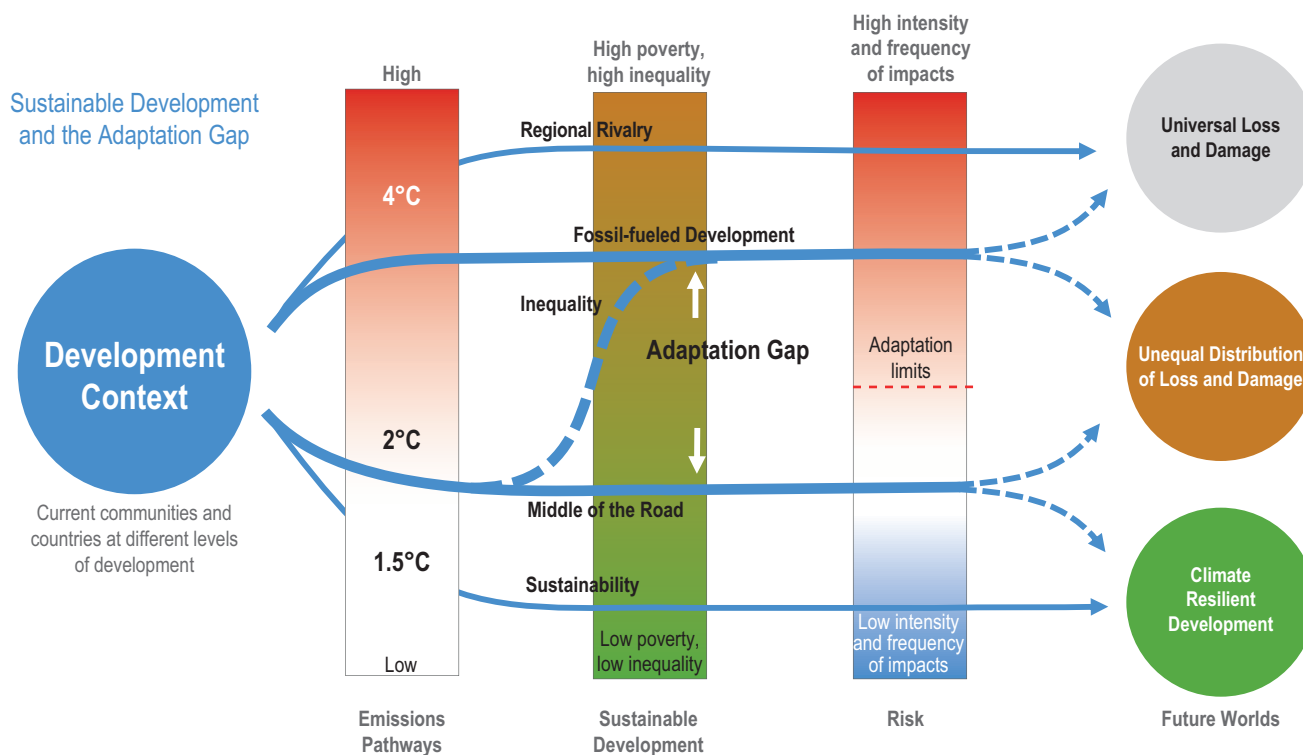 Sustainable Development
and the Adaptation Gap
High
High poverty,
high inequality
High intensity
and frequency
of impacts
Regional Rivalry
4°C
Fossil-fueled Development
Inequality
Adaptation Gap
Adaptation
limits
Development
Context
2°C
Middle of the Road
Current communities and
countries at different levels
of development
1.5°C
Sustainability
Low
Low poverty,
low inequality
Low intensity
and frequency
of impacts
Universal Loss
and Damage
Unequal Distribution
of Loss and Damage
Climate
Resilient
Development
Emissions
Pathways
Sustainable
Development
Risk
Future Worlds